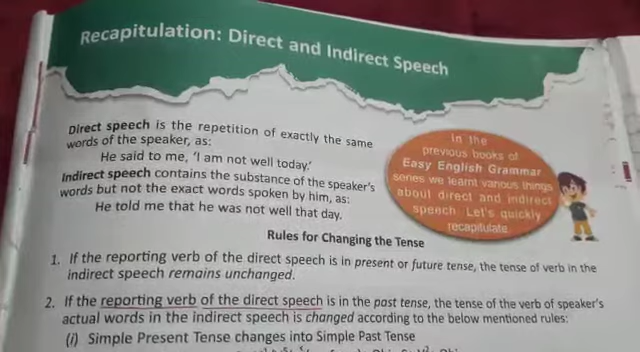 Recapitulation: Direct and Indirect Speech
Direct speech is the repetition of exactly the same
words of the speaker, as:
He said to me, 'I am not well today.'
Indirect speech contains the substance of the speaker's
words but not the exact words spoken by him, as:
He told me that he was not well that day.
In the
previous books of
Easy English Grammar
series we learnt various things
about direct and indirect
speech. Let's quickly
recapitulate.
Rules for Changing the Tense
1. If the reporting verb of the direct speech is in present or future tense, the tense of verb in the
indirect speech remains unchanged.
2. If the reporting verb of the direct speech is in the past tense, the tense of the verb of speaker's
actual words in the indirect speech is changed according to the below mentioned rules:
(i) Simple Present Tense changes into Simple Past Tense